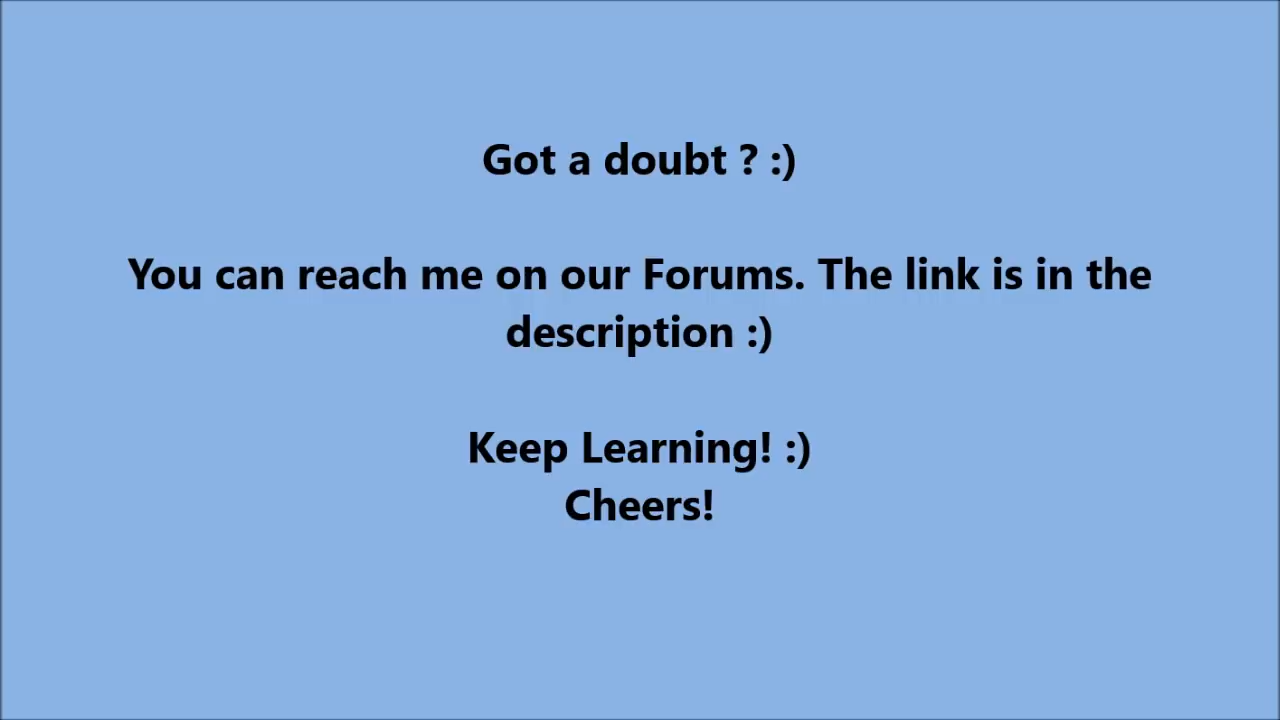 Got a doubt ? :)
You can reach me on our Forums. The link is in the
description :)
Keep Learning! :)
Cheers!